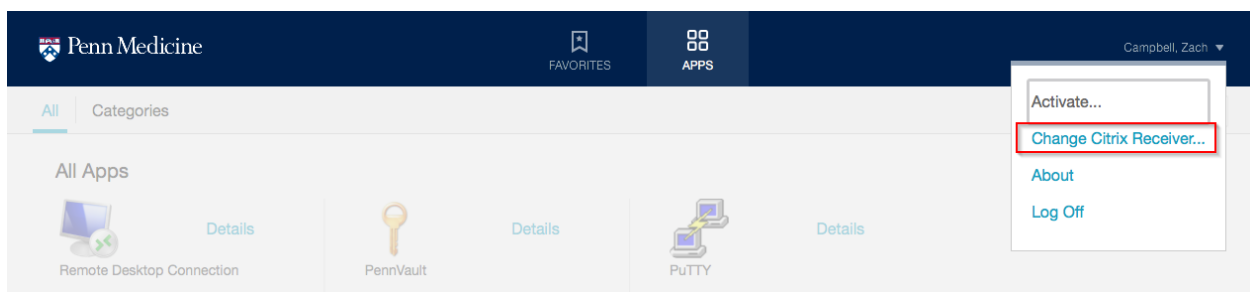 Penn Medicine
FAVORITES
APPS
Campbell, Zach
All
Categories
Activate...
Change Citrix Receiver...
About
Log Off
All Apps
Details
Remote Desktop Connection
Details
PennVault
Details
PuTTY